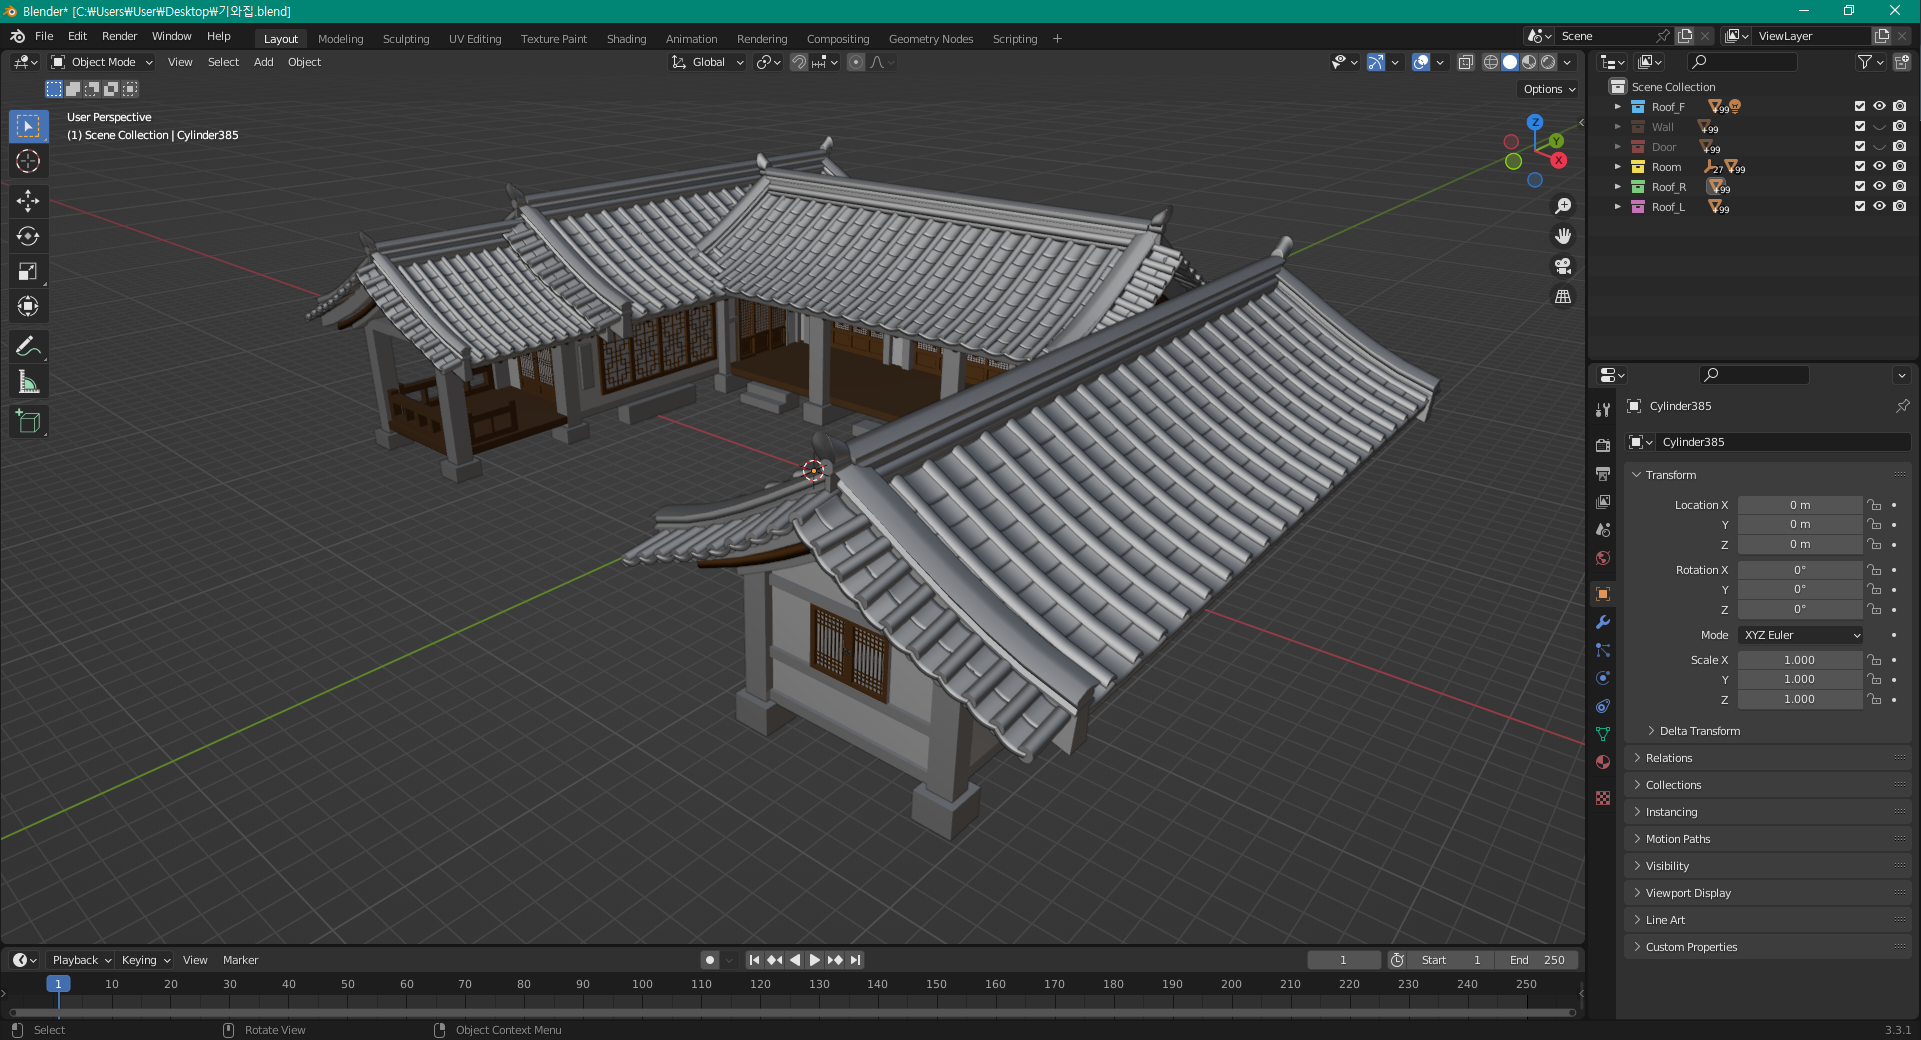 Blender* [C:₩Users₩User₩Desktop₩기와집.blend]
File Edit Render Window Help Layout Modeling Sculpting UV Editing Texture Paint Shading Animation Rendering Compositing Geometry Nodes Scripting + Scene ViewLayer
Object Mode View Select Add Object Global
Options
User Perspective
(1) Scene Collection | Cylinder385
Z
Y
X
Scene Collection
Roof_F +99
Wall +99
Door +99
Room 27 +99
Roof_R +99
Roof_L +99
Cylinder385
Cylinder385
Transform
Location X 0 m
Y 0 m
Z 0 m
Rotation X 0°
Y 0°
Z 0°
Mode XYZ Euler
Scale X 1.000
Y 1.000
Z 1.000
Delta Transform
Relations
Collections
Instancing
Motion Paths
Visibility
Viewport Display
Line Art
Custom Properties
Playback Keying View Marker 1 Start 1 End 250
1 10 20 30 40 50 60 70 80 90 100 110 120 130 140 150 160 170 180 190 200 210 220 230 240 250
Select Rotate View Object Context Menu 3.3.1